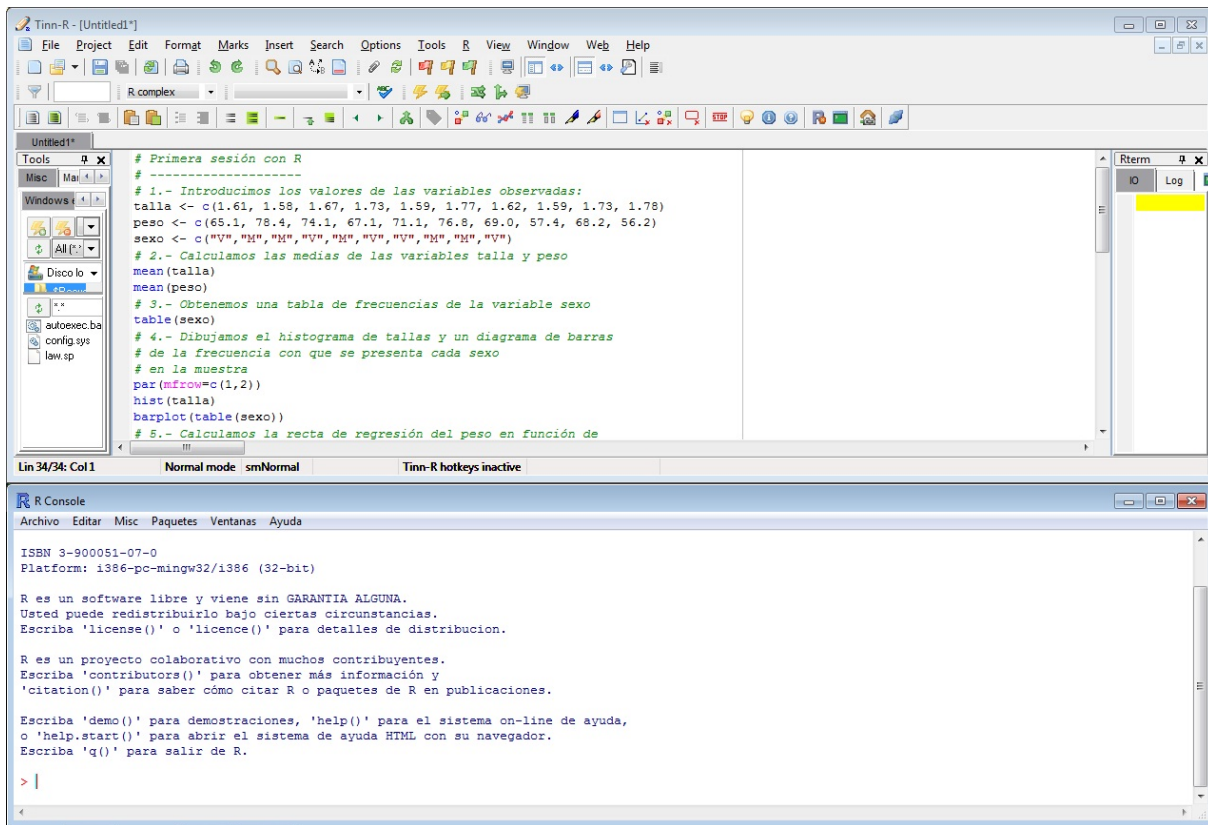 Tinn-R - [Untitled1*]
File Project Edit Format Marks Insert Search Options Tools R View Window Web Help
R complex
Untitled1*
Tools
Misc
Windows
All (*.*
Disco lo
*.*
autoexec.ba
config.sys
law.sp
# Primera sesión con R
# --------------------
# 1.- Introducimos los valores de las variables observadas:
talla <- c(1.61, 1.58, 1.67, 1.73, 1.59, 1.77, 1.62, 1.59, 1.73, 1.78)
peso <- c(65.1, 78.4, 74.1, 67.1, 71.1, 76.8, 69.0, 57.4, 68.2, 56.2)
sexo <- c("V","M","M","V","M","V","V","M","M","V")
# 2.- Calculamos las medias de las variables talla y peso
mean(talla)
mean(peso)
# 3.- Obtenemos una tabla de frecuencias de la variable sexo
table(sexo)
# 4.- Dibujamos el histograma de tallas y un diagrama de barras
# de la frecuencia con que se presenta cada sexo
# en la muestra
par(mfrow=c(1,2))
hist(talla)
barplot(table(sexo))
# 5.- Calculamos la recta de regresión del peso en función de
Rterm
IO Log
Lin 34/34: Col 1 Normal mode smNormal Tinn-R hotkeys inactive
R Console
Archivo Editar Misc Paquetes Ventanas Ayuda
ISBN 3-900051-07-0
Platform: i386-pc-mingw32/i386 (32-bit)
R es un software libre y viene sin GARANTIA ALGUNA.
Usted puede redistribuirlo bajo ciertas circunstancias.
Escriba 'license()' o 'licence()' para detalles de distribucion.
R es un proyecto colaborativo con muchos contribuyentes.
Escriba 'contributors()' para obtener más información y
'citation()' para saber cómo citar R o paquetes de R en publicaciones.
Escriba 'demo()' para demostraciones, 'help()' para el sistema on-line de ayuda,
o 'help.start()' para abrir el sistema de ayuda HTML con su navegador.
Escriba 'q()' para salir de R.
>